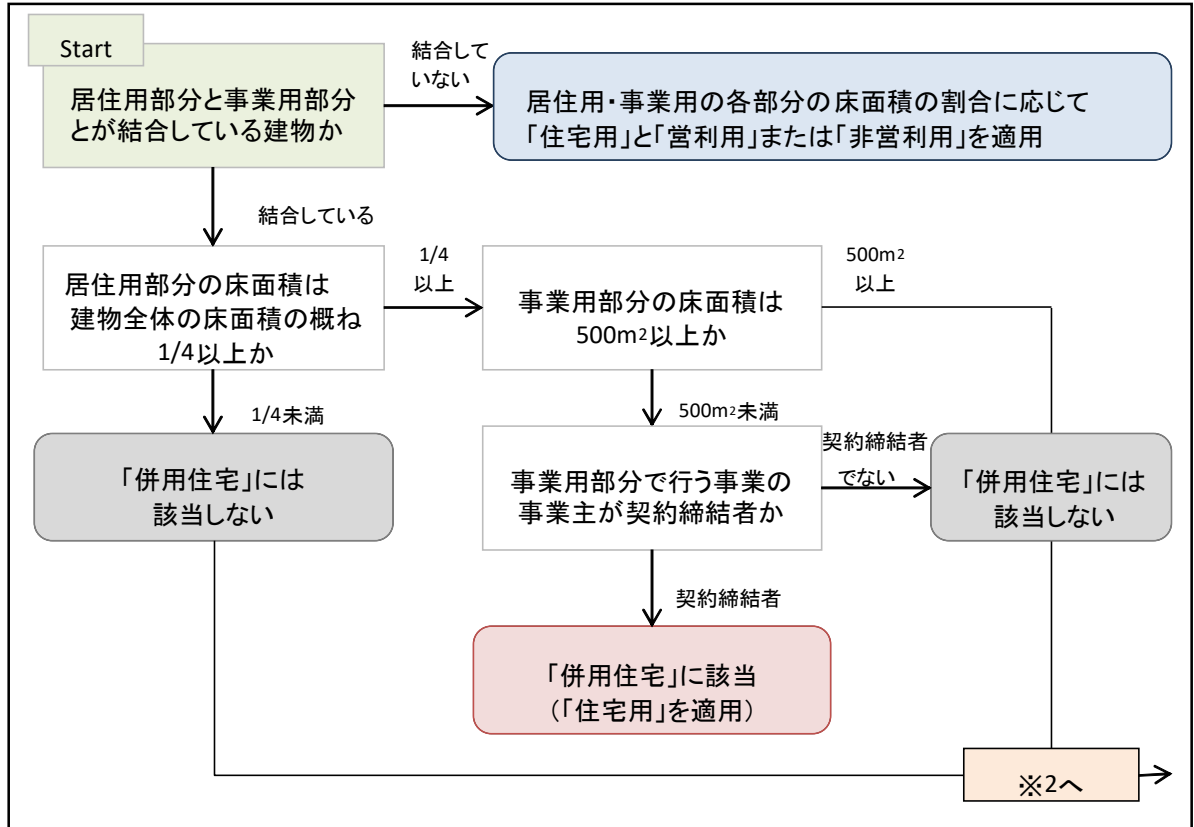 Start
居住用部分と事業用部分
とが結合している建物か
結合して
いない
居住用・事業用の各部分の床面積の割合に応じて
「住宅用」と「営利用」または「非営利用」を適用
結合している
居住用部分の床面積は
建物全体の床面積の概ね
1/4以上か
1/4
以上
事業用部分の床面積は
500m²以上か
500m²
以上
1/4未満
500m²未満
「併用住宅」には
該当しない
事業用部分で行う事業の
事業主が契約締結者か
契約締結者
でない
「併用住宅」には
該当しない
契約締結者
「併用住宅」に該当
(「住宅用」を適用)
※2へ